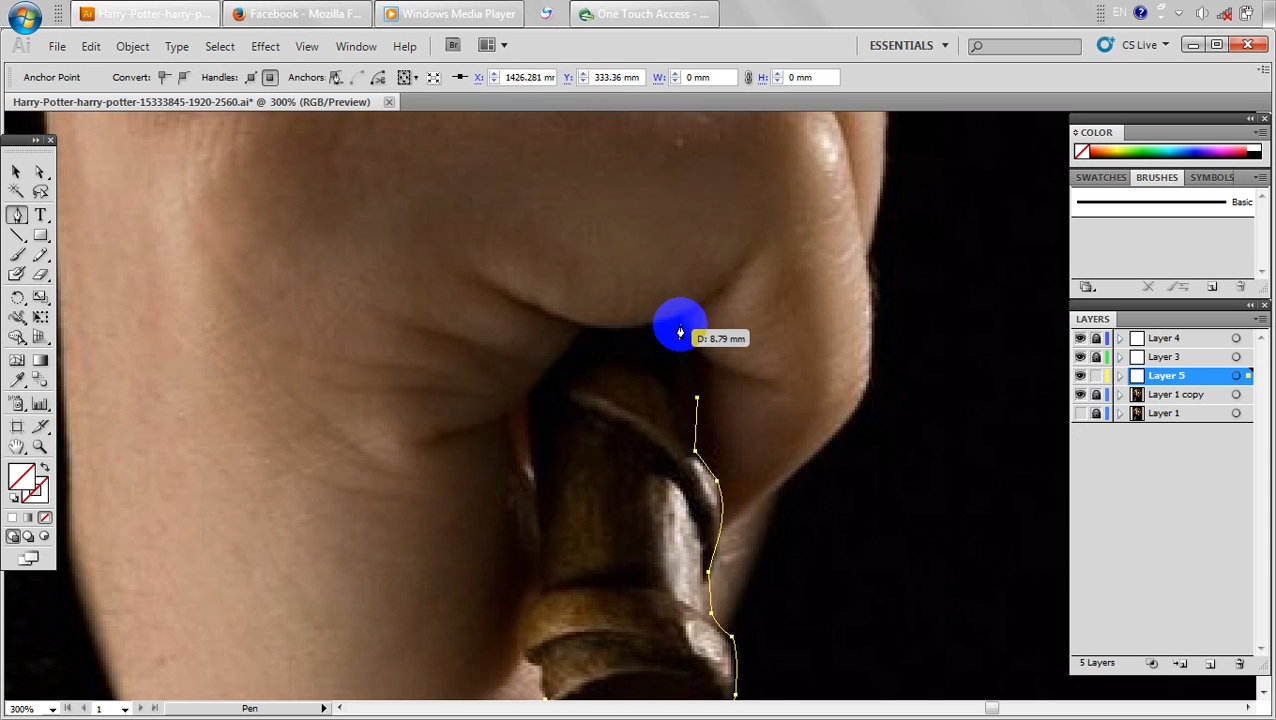 Harry-Potter-harry-p...
Facebook - Mozilla F...
Windows Media Player
One Touch Access - ...
EN
Ai
File Edit Object Type Select Effect View Window Help
Br
ESSENTIALS
CS Live
Anchor Point Convert: Handles: Anchors: X: 1426.281 mm Y: 333.36 mm W: 0 mm H: 0 mm
Harry-Potter-harry-potter-15333845-1920-2560.ai* @ 300% (RGB/Preview)
COLOR
SWATCHES BRUSHES SYMBOLS
Basic
LAYERS
D: 8.79 mm
Layer 4
Layer 3
Layer 5
Layer 1 copy
Layer 1
5 Layers
300% 1 Pen